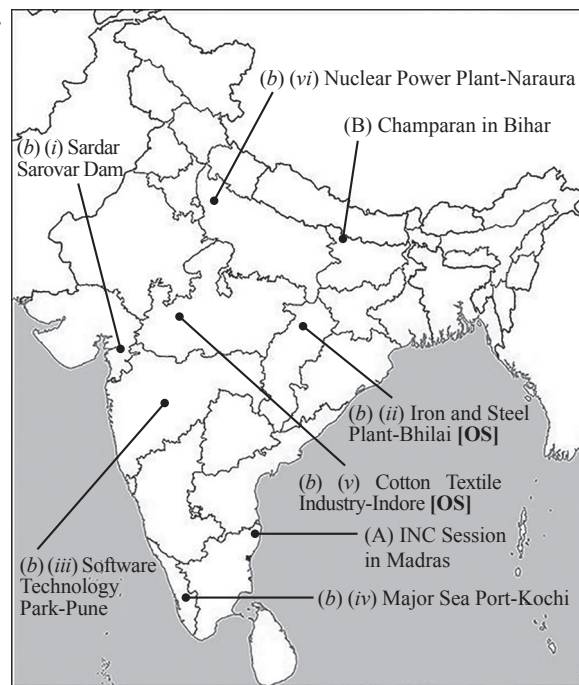 (b) (vi) Nuclear Power Plant-Naraura
(B) Champaran in Bihar
(b) (i) Sardar
Sarovar Dam
(b) (ii) Iron and Steel
Plant-Bhilai [OS]
(b) (v) Cotton Textile
Industry-Indore [OS]
(A) INC Session
in Madras
(b) (iii) Software
Technology
Park-Pune
(b) (iv) Major Sea Port-Kochi